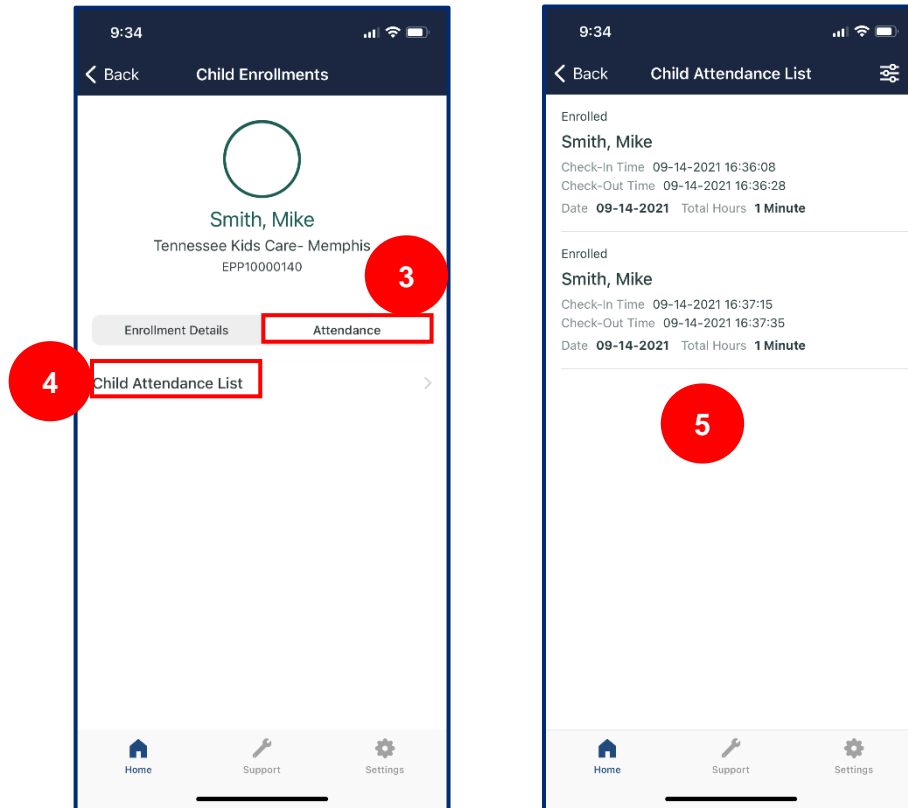 9:34
Back Child Enrollments
Smith, Mike
Tennessee Kids Care- Memphis
EPP10000140
3
Enrollment Details Attendance
4
Child Attendance List
Home Support Settings
9:34
Back Child Attendance List
Enrolled
Smith, Mike
Check-In Time 09-14-2021 16:36:08
Check-Out Time 09-14-2021 16:36:28
Date 09-14-2021 Total Hours 1 Minute
Enrolled
Smith, Mike
Check-In Time 09-14-2021 16:37:15
Check-Out Time 09-14-2021 16:37:35
Date 09-14-2021 Total Hours 1 Minute
5
Home Support Settings